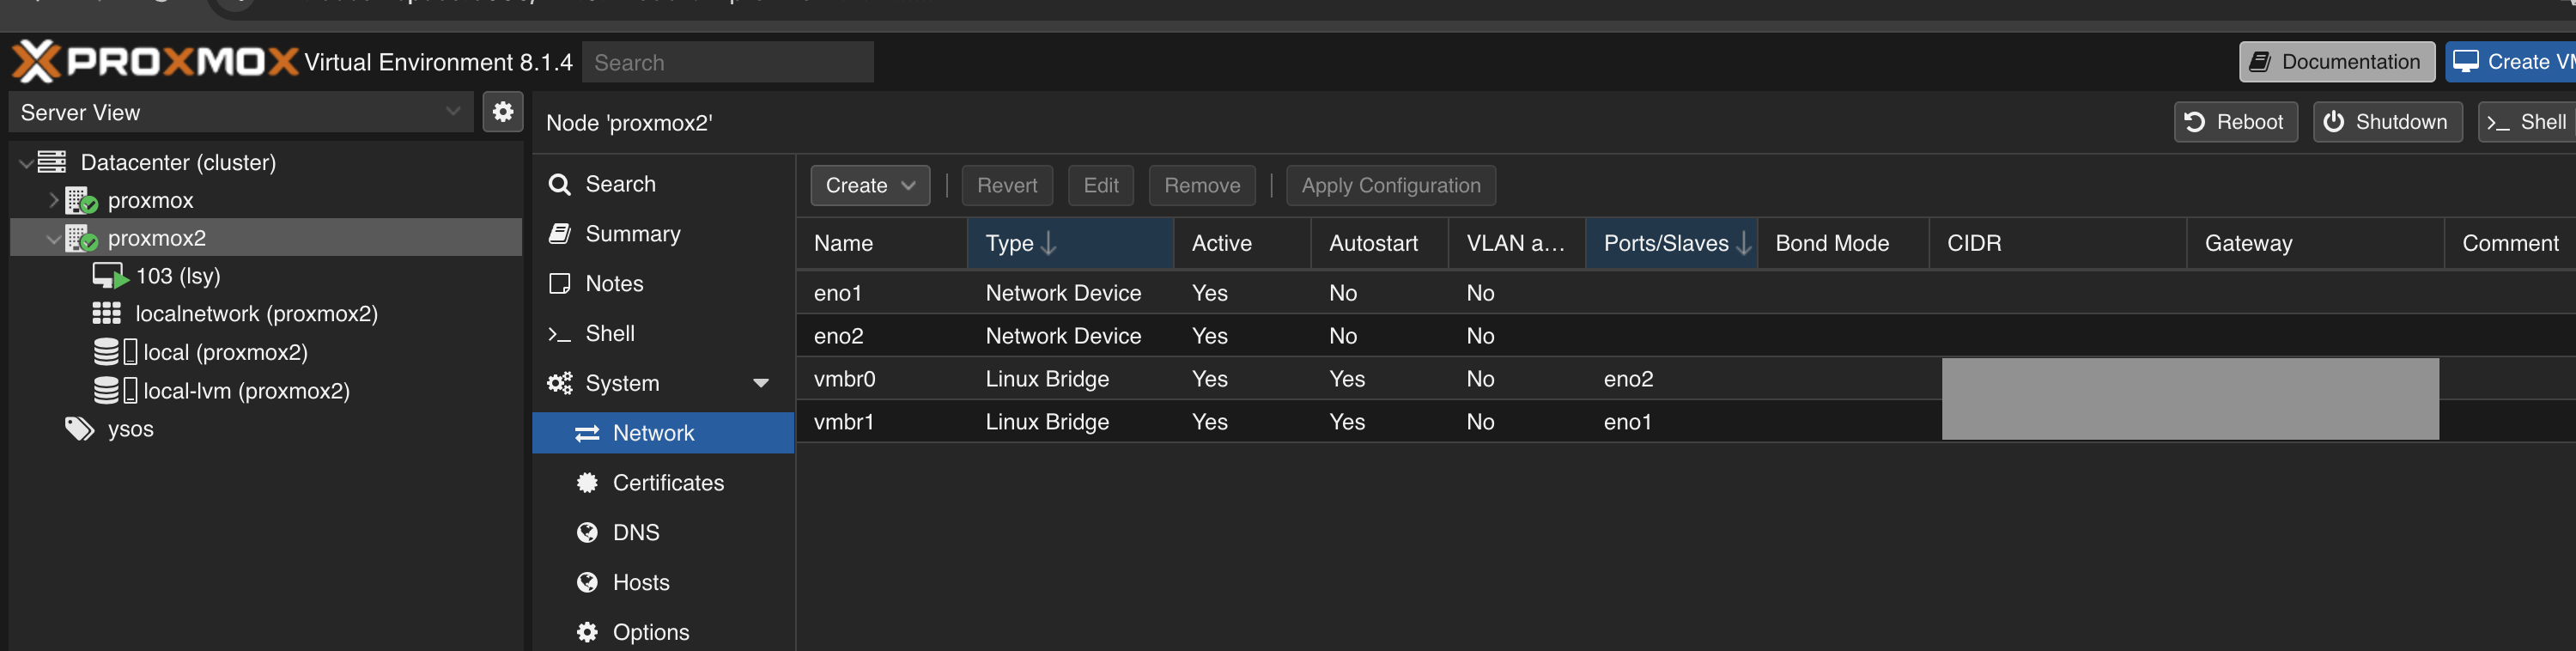 PROXMOX Virtual Environment 8.1.4 Search Documentation Create VM
Server View
Node 'proxmox2'
Reboot Shutdown Shell
Datacenter (cluster)
proxmox
proxmox2
103 (lsy)
localnetwork (proxmox2)
local (proxmox2)
local-lvm (proxmox2)
ysos
Search
Summary
Notes
Shell
System
Network
Certificates
DNS
Hosts
Options
Create Revert Edit Remove Apply Configuration
Name Type Active Autostart VLAN a... Ports/Slaves Bond Mode CIDR Gateway Comment
eno1 Network Device Yes No No
eno2 Network Device Yes No No
vmbr0 Linux Bridge Yes Yes No eno2
vmbr1 Linux Bridge Yes Yes No eno1